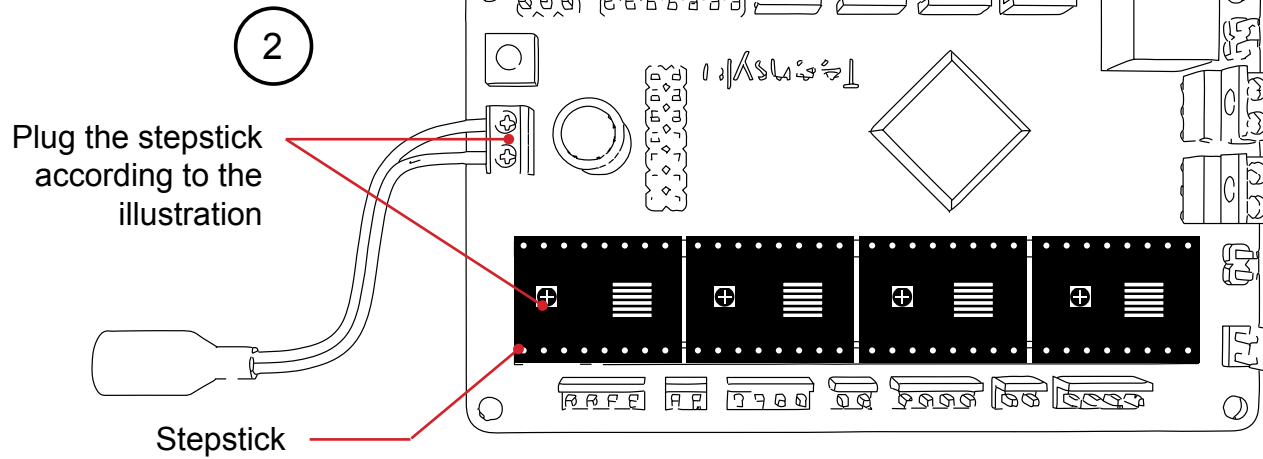 2
Plug the stepstick
according to the
illustration
Stepstick